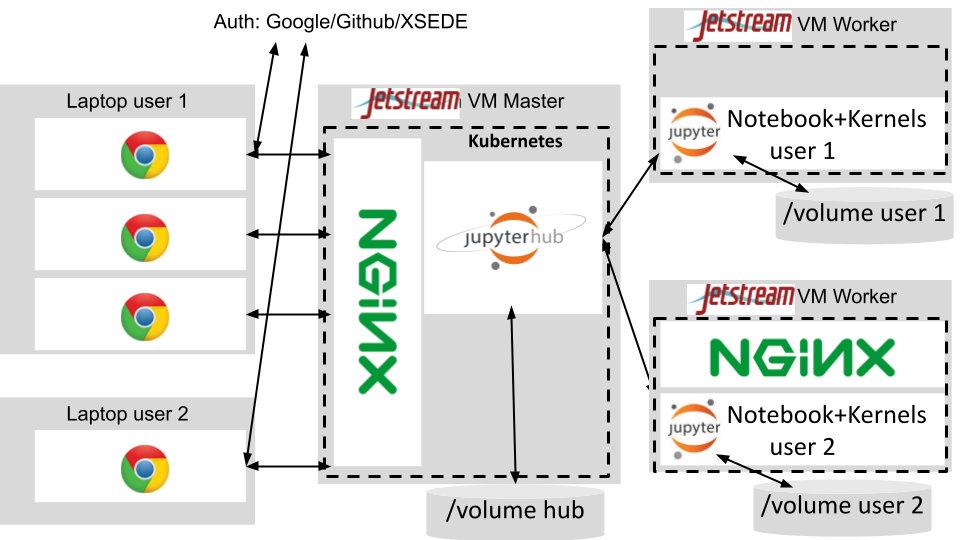 Auth: Google/Github/XSEDE
Laptop user 1
Laptop user 2
Jetstream VM Master
Kubernetes
NGINX
jupyterhub
/volume hub
Jetstream VM Worker
jupyter
Notebook+Kernels
user 1
/volume user 1
Jetstream VM Worker
NGINX
jupyter
Notebook+Kernels
user 2
/volume user 2